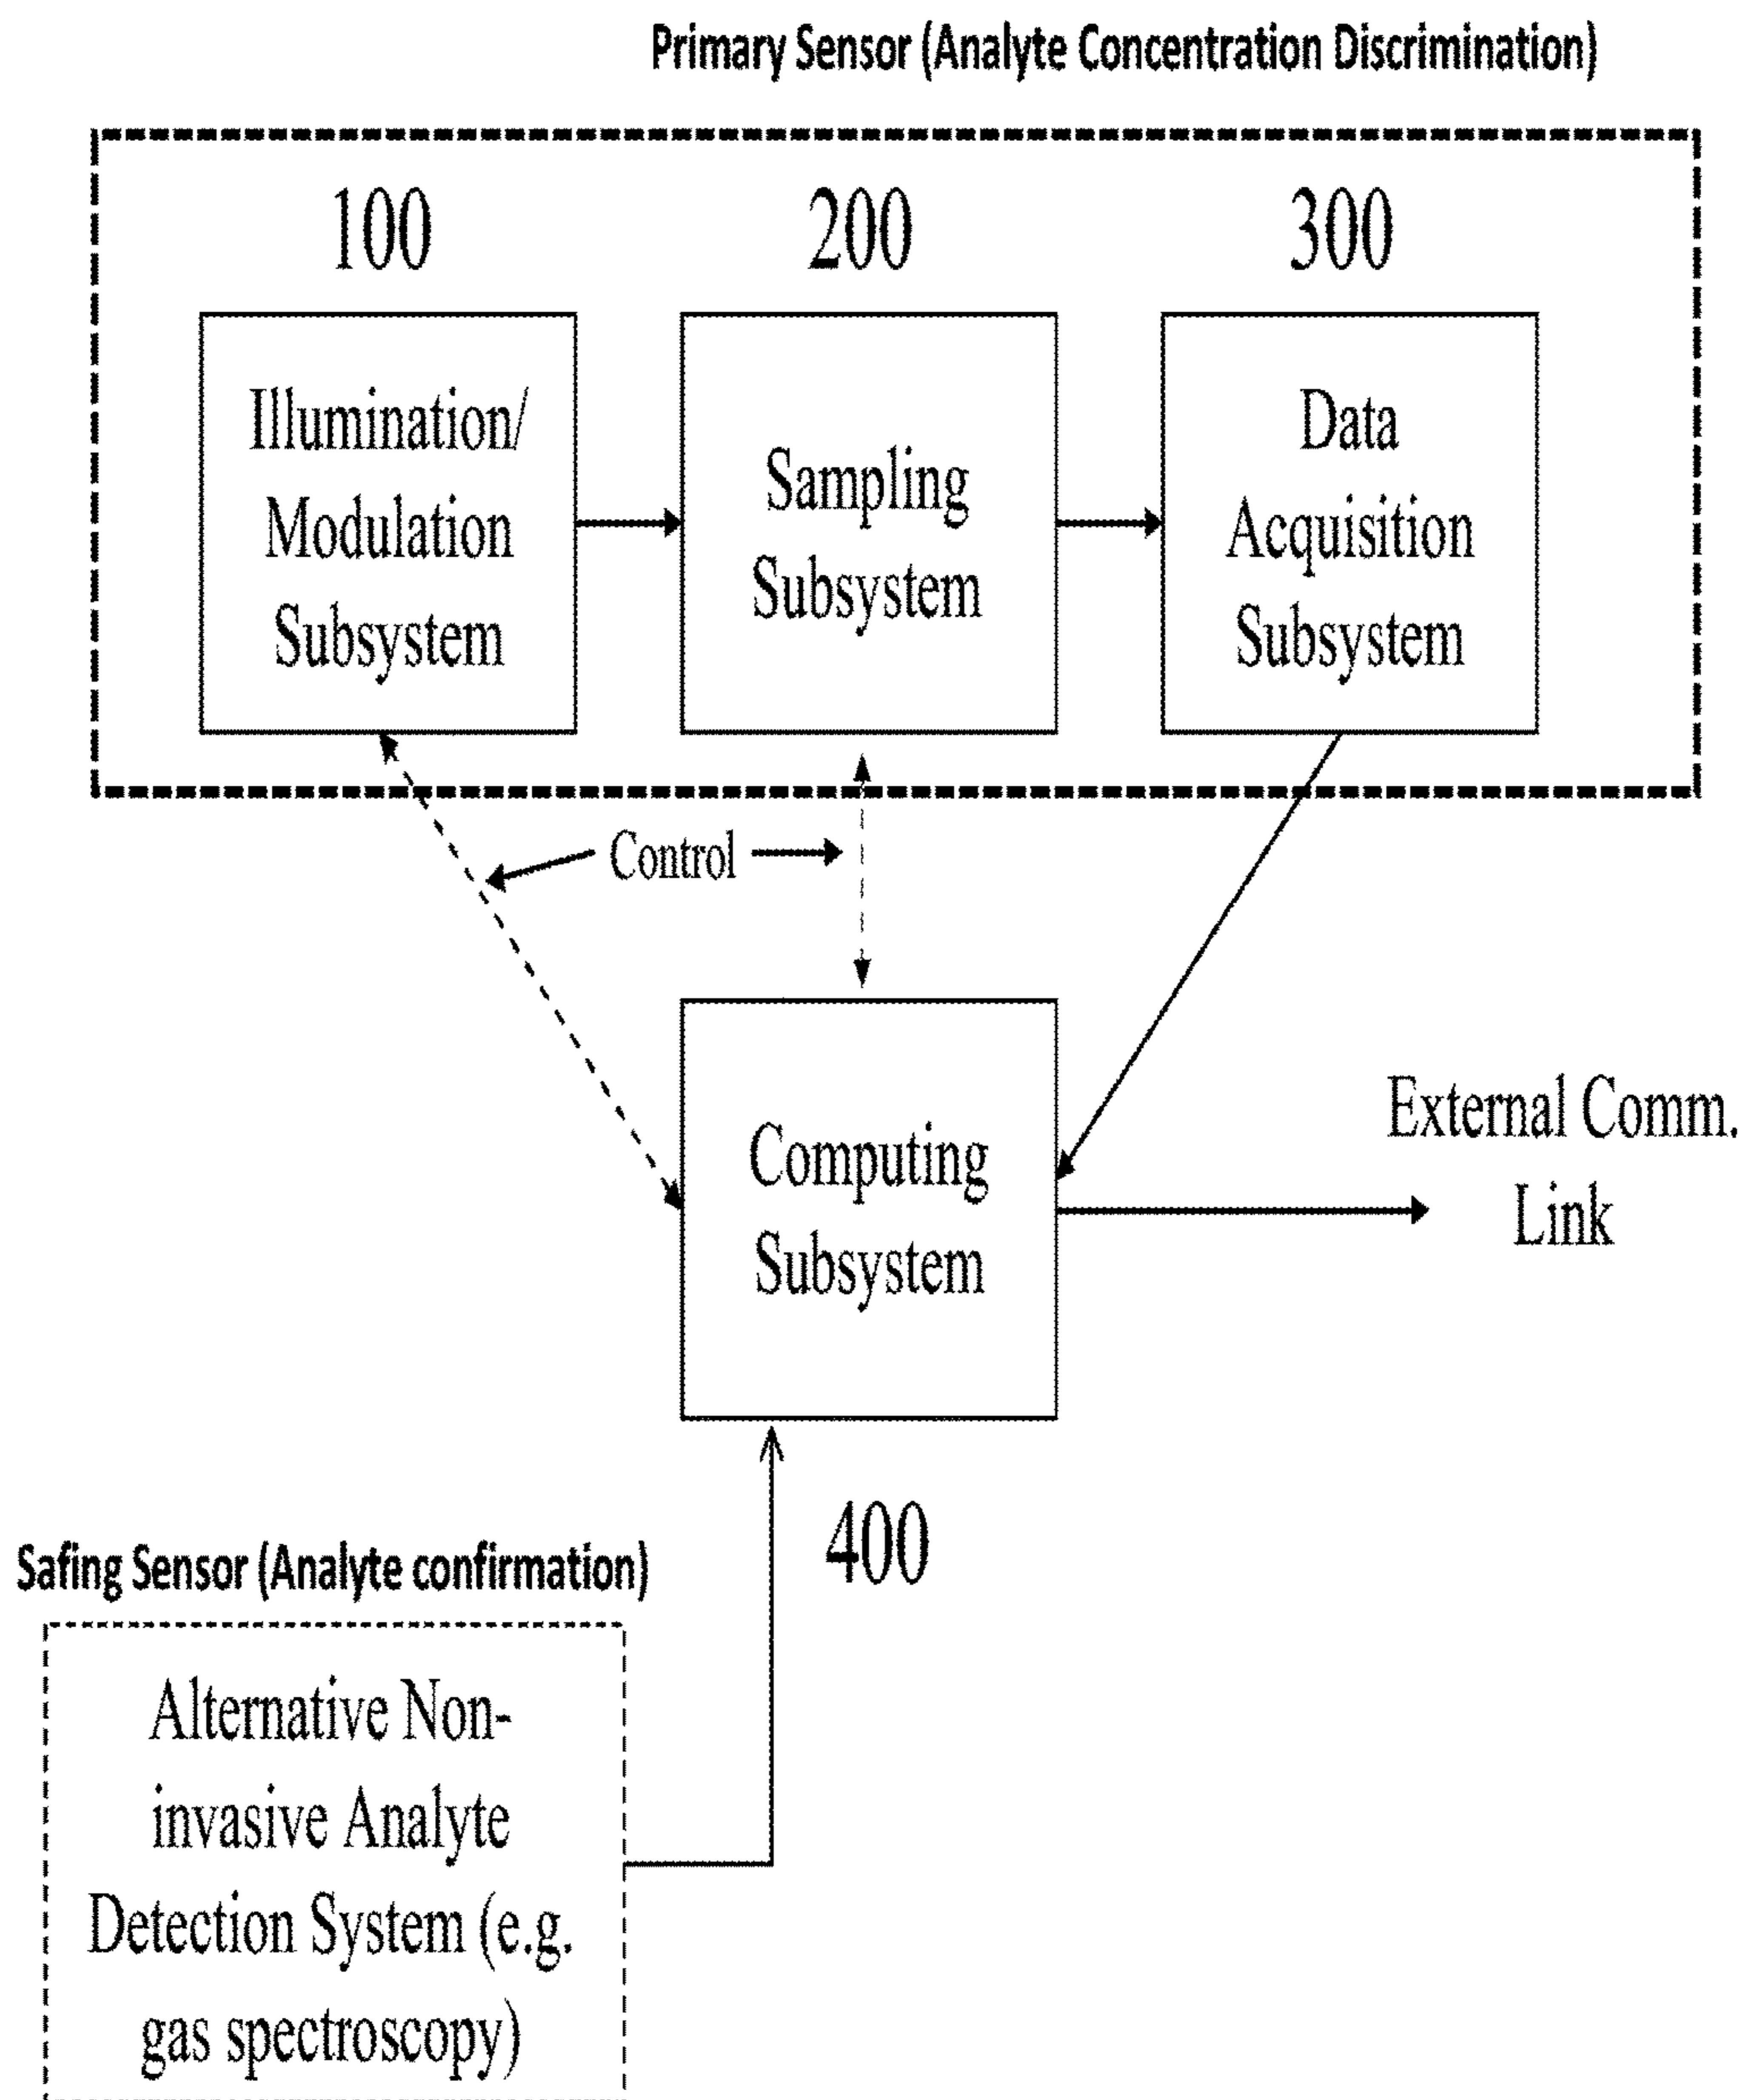 Primary Sensor (Analyte Concentration Discrimination)
100
200
300
Illumination/
Modulation
Subsystem
Sampling
Subsystem
Data
Acquisition
Subsystem
Control
Computing
Subsystem
External Comm.
Link
400
Safing Sensor (Analyte confirmation)
Alternative Non-
invasive Analyte
Detection System (e.g.
gas spectroscopy)